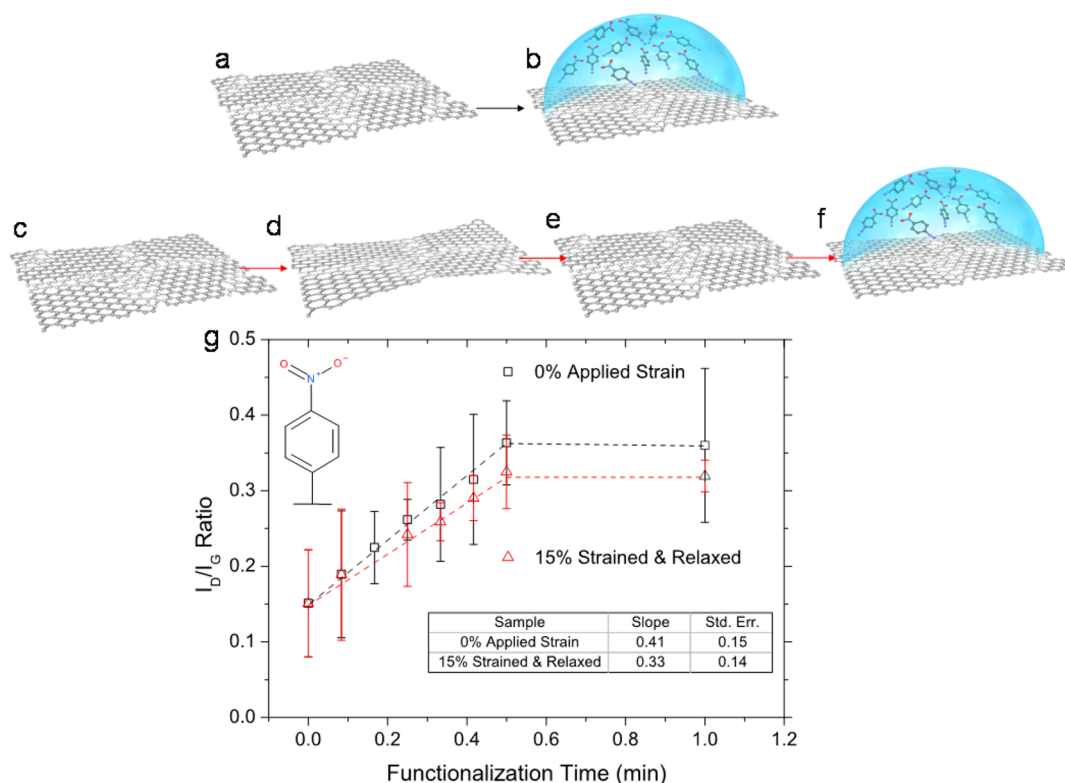 a
b
c
d
e
f
g
0.5
0.4
0.3
0.2
0.1
0.0
I_D/I_G Ratio
O
O⁻
N⁺
0% Applied Strain
15% Strained & Relaxed
Sample Slope Std. Err.
0% Applied Strain 0.41 0.15
15% Strained & Relaxed 0.33 0.14
0.0 0.2 0.4 0.6 0.8 1.0 1.2
Functionalization Time (min)